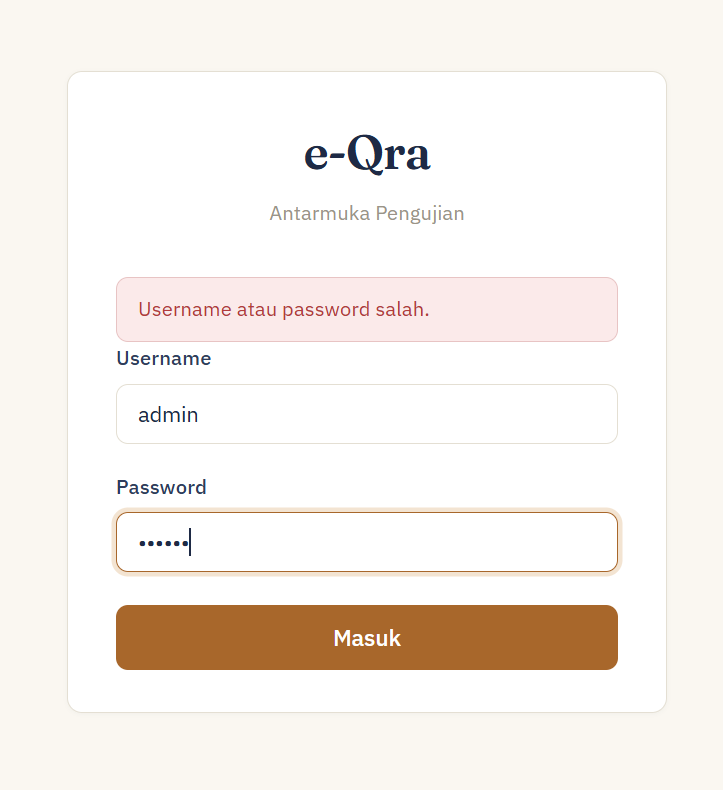 e-Qra
Antarmuka Pengujian
Username atau password salah.
Username
admin
Password
••••••
Masuk